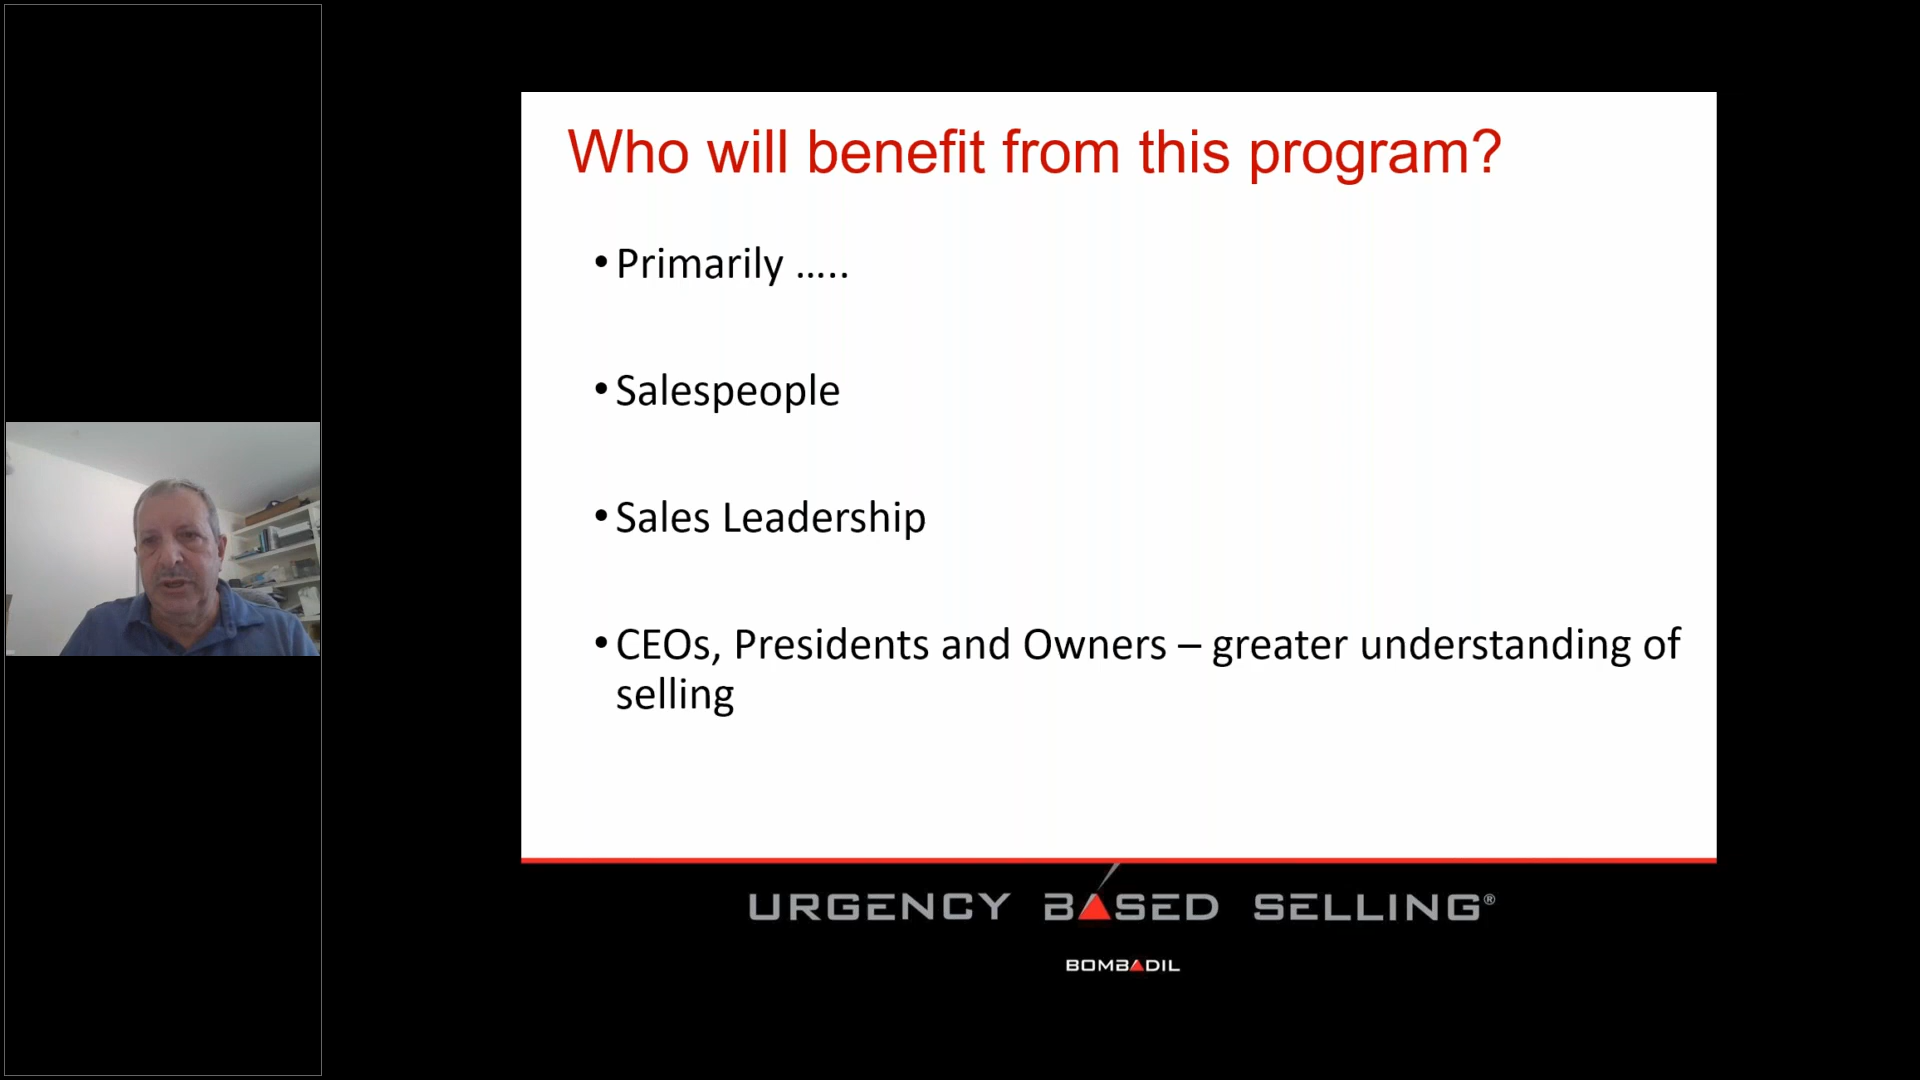 Who will benefit from this program?
• Primarily …..
• Salespeople
• Sales Leadership
• CEOs, Presidents and Owners – greater understanding of
selling
URGENCY BASED SELLING®
BOMBADIL